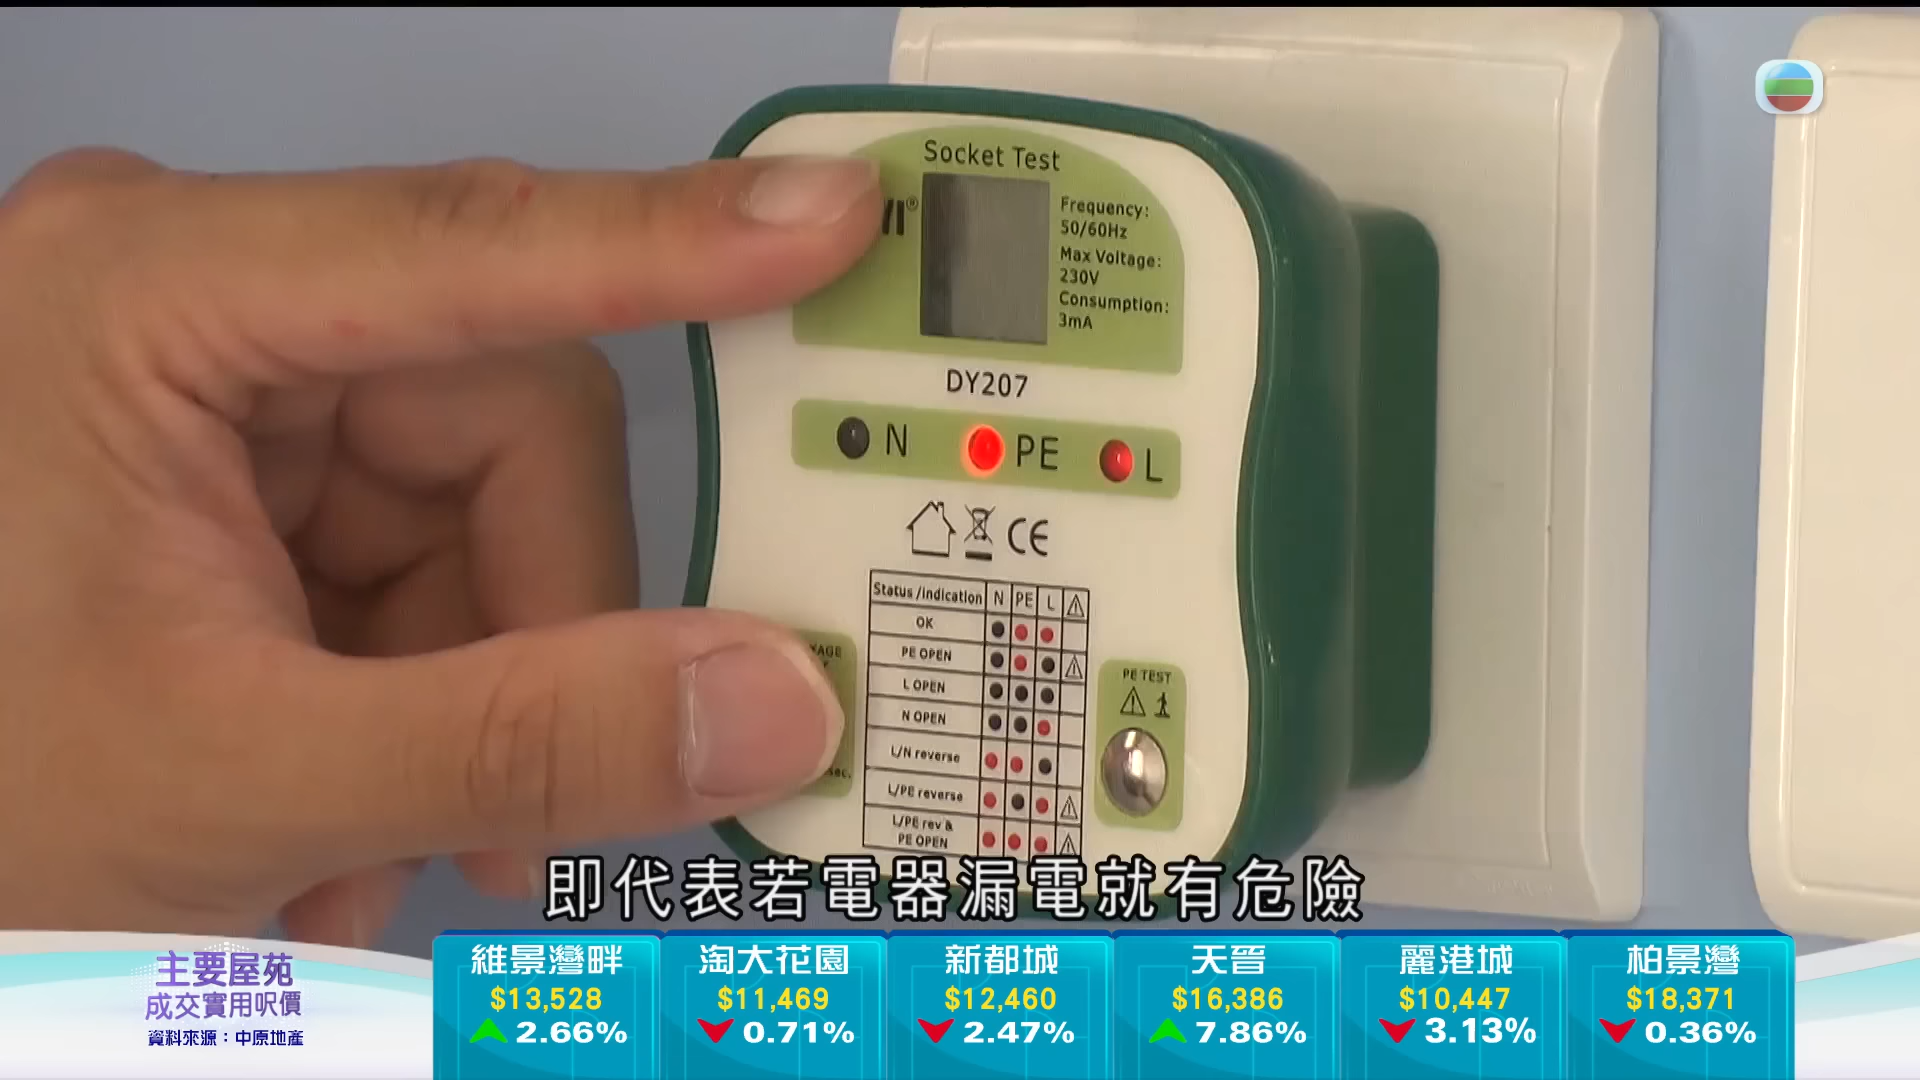 Socket Test
Frequency:
50/60Hz
Max Voltage:
230V
Consumption:
3mA
DY207
N PE L
CE
Status /indication N PE L
OK
PE OPEN
L OPEN
N OPEN
L/N reverse
L/PE reverse
L/PE rev &
PE OPEN
PE TEST
即代表若電器漏電就有危險
主要屋苑
成交實用呎價
資料來源：中原地產
維景灣畔
$13,528
2.66%
淘大花園
$11,469
0.71%
新都城
$12,460
2.47%
天晉
$16,386
7.86%
麗港城
$10,447
3.13%
柏景灣
$18,371
0.36%